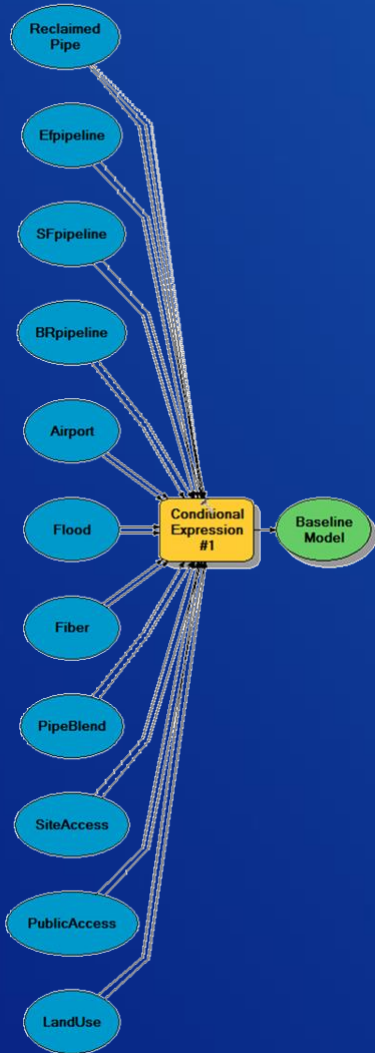 Reclaimed
Pipe
Efpipeline
SFpipeline
BRpipeline
Airport
Flood
Conditional
Expression
#1
Baseline
Model
Fiber
PipeBlend
SiteAccess
PublicAccess
LandUse